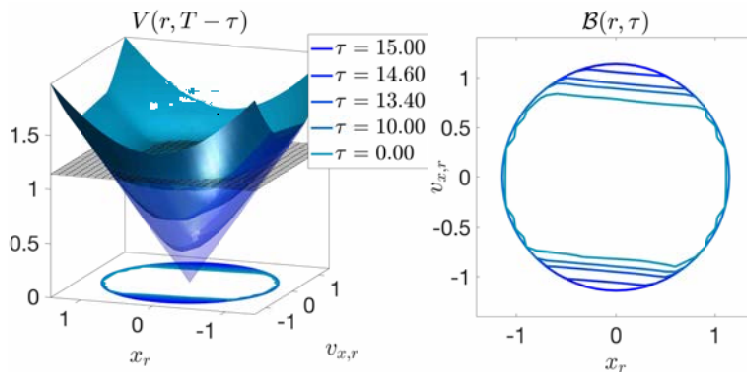 V(r, T − τ)
τ = 15.00
τ = 14.60
τ = 13.40
τ = 10.00
τ = 0.00
1.5
1
0.5
0
1
0
-1
x_r
-1
0
1
v_{x,r}
B(r, τ)
1
0.5
0
-0.5
-1
v_{x,r}
-1
0
1
x_r